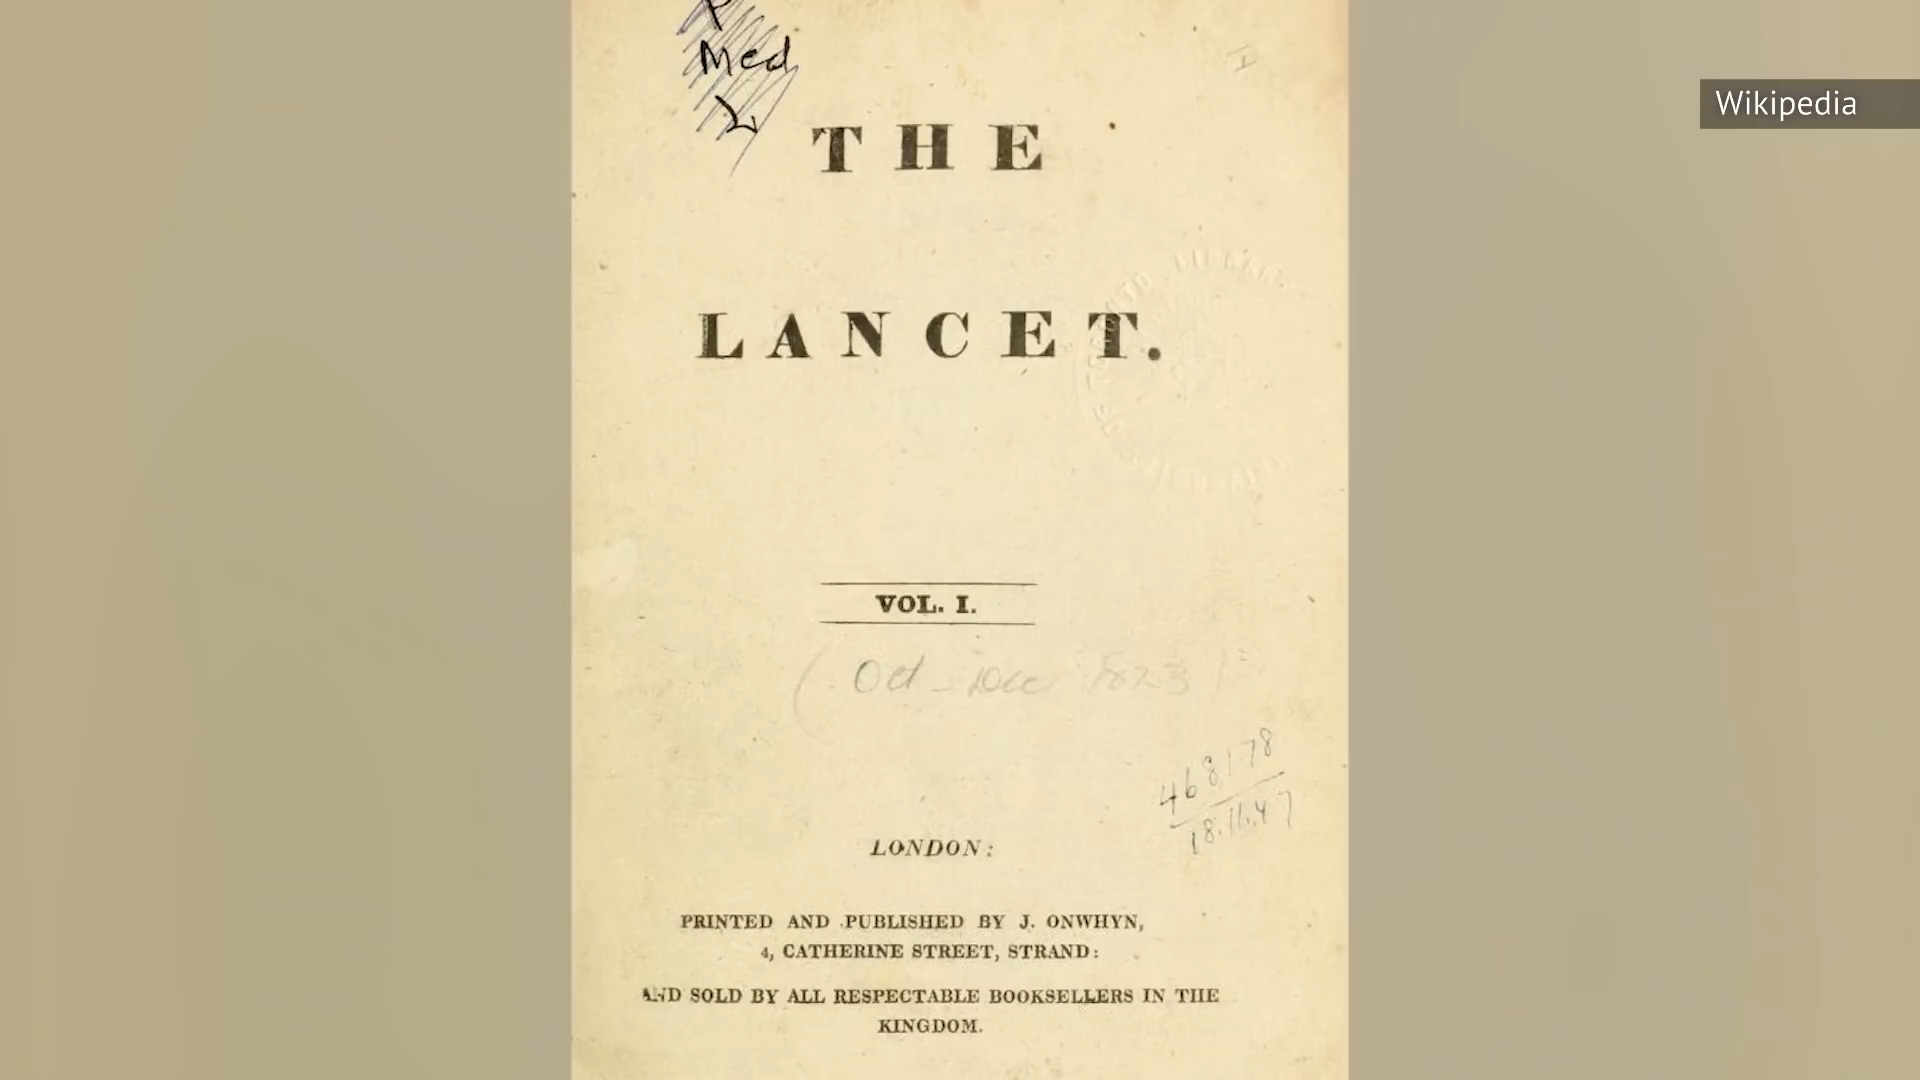 P
Med
L
Wikipedia
THE
LANCET.
VOL. I.
(Oct - Dec 1823)
468178
18.11.47
LONDON:
PRINTED AND PUBLISHED BY J. ONWHYN,
4, CATHERINE STREET, STRAND:
AND SOLD BY ALL RESPECTABLE BOOKSELLERS IN THE
KINGDOM.